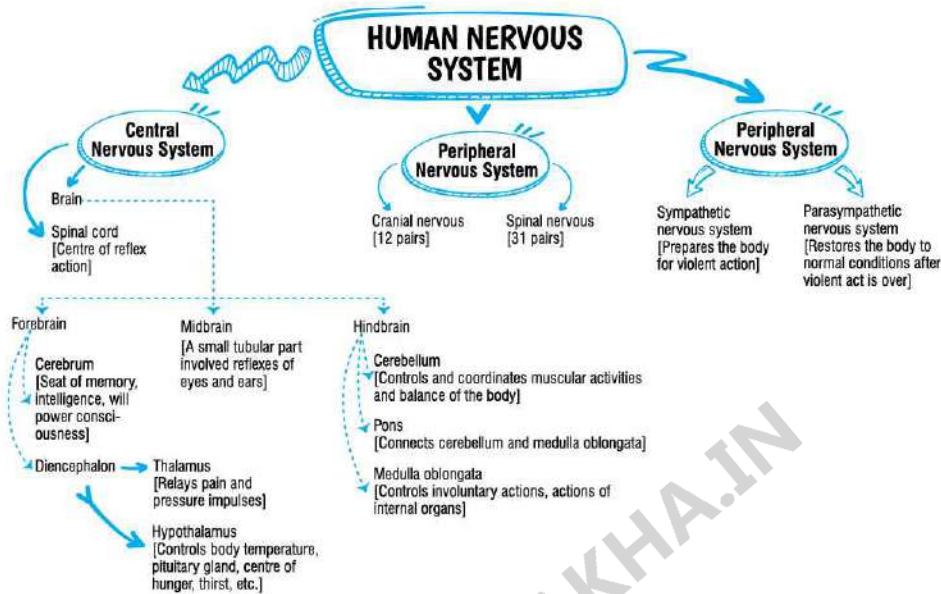 HUMAN NERVOUS
SYSTEM
Central
Nervous System
Brain
Spinal cord
[Centre of reflex
action]
Peripheral
Nervous System
Cranial nervous
[12 pairs]
Spinal nervous
[31 pairs]
Peripheral
Nervous System
Sympathetic
nervous system
[Prepares the body
for violent action]
Parasympathetic
nervous system
[Restores the body to
normal conditions after
violent act is over]
Forebrain
Cerebrum
[Seat of memory,
intelligence, will
power consci-
ousness]
Diencephalon
Thalamus
[Relays pain and
pressure impulses]
Hypothalamus
[Controls body temperature,
pituitary gland, centre of
hunger, thirst, etc.]
Midbrain
[A small tubular part
involved reflexes of
eyes and ears]
Hindbrain
Cerebellum
[Controls and coordinates muscular activities
and balance of the body]
Pons
[Connects cerebellum and medulla oblongata]
Medulla oblongata
[Controls involuntary actions, actions of
internal organs]